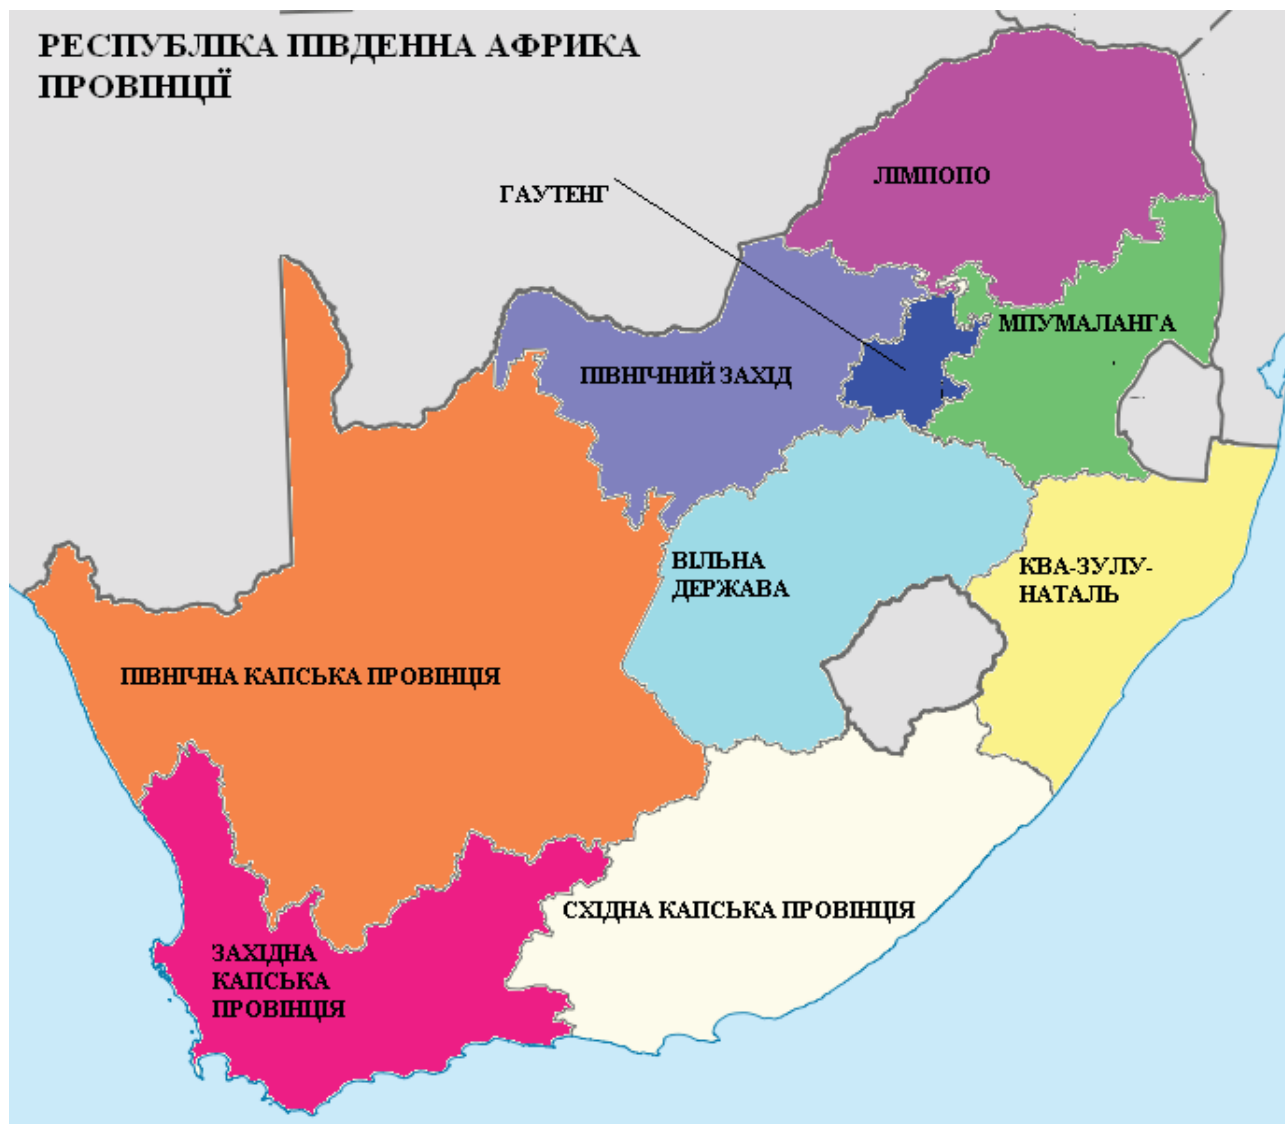 РЕСПУБЛІКА ПІВДЕННА АФРИКА
ПРОВІНЦІЇ
ЛІМПОПО
ГАУТЕНГ
МПУМАЛАНГА
ПІВНІЧНИЙ ЗАХІД
ВІЛЬНА
ДЕРЖАВА
КВА-ЗУЛУ-
НАТАЛЬ
ПІВНІЧНА КАПСЬКА ПРОВІНЦІЯ
СХІДНА КАПСЬКА ПРОВІНЦІЯ
ЗАХІДНА
КАПСЬКА
ПРОВІНЦІЯ